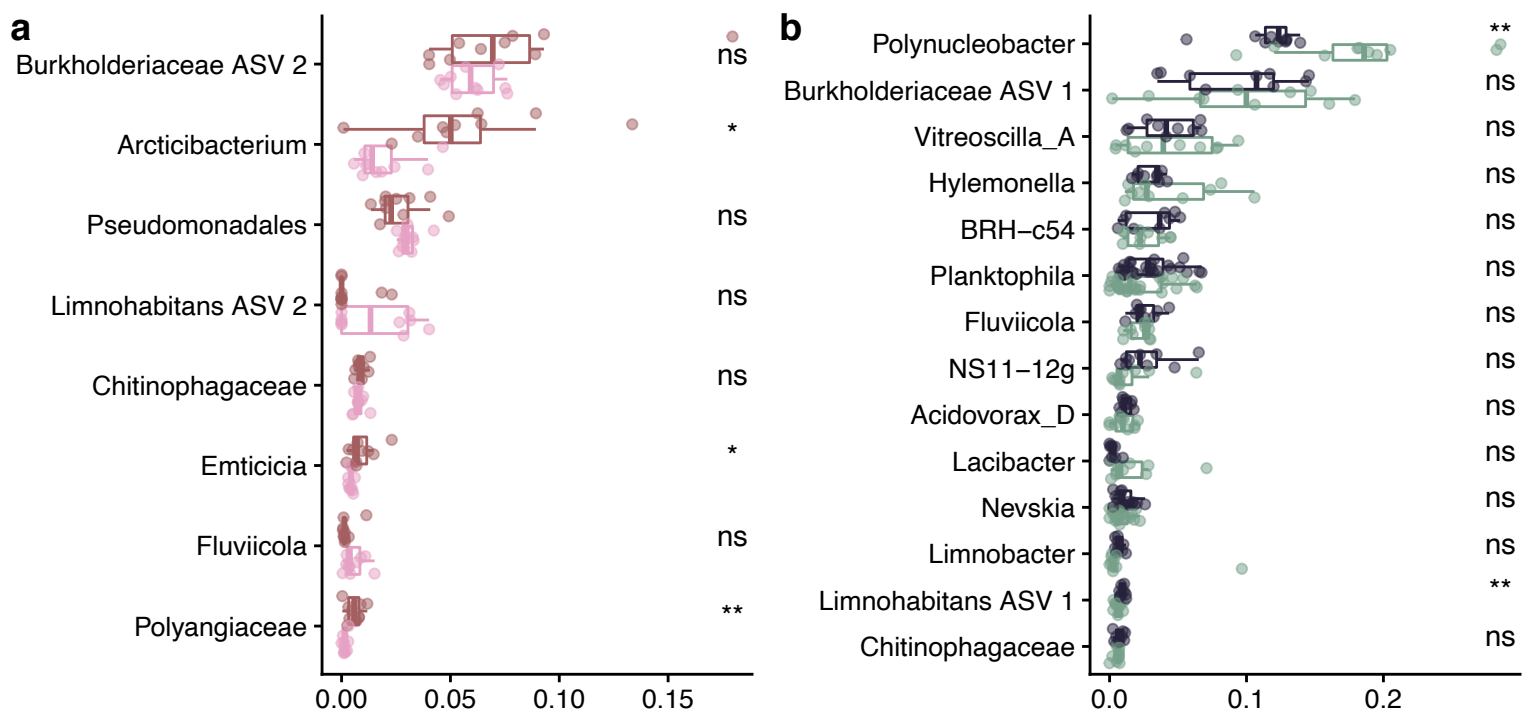 a
Burkholderiaceae ASV 2
ns
Arcticibacterium
*
Pseudomonadales
ns
Limnohabitans ASV 2
ns
Chitinophagaceae
ns
Emticicia
*
Fluviicola
ns
Polyangiaceae
**
0.00 0.05 0.10 0.15
b
Polynucleobacter
**
Burkholderiaceae ASV 1
ns
Vitreoscilla_A
ns
Hylemonella
ns
BRH−c54
ns
Planktophila
ns
Fluviicola
ns
NS11−12g
ns
Acidovorax_D
ns
Lacibacter
ns
Nevskia
ns
Limnobacter
ns
Limnohabitans ASV 1
**
Chitinophagaceae
ns
0.0 0.1 0.2